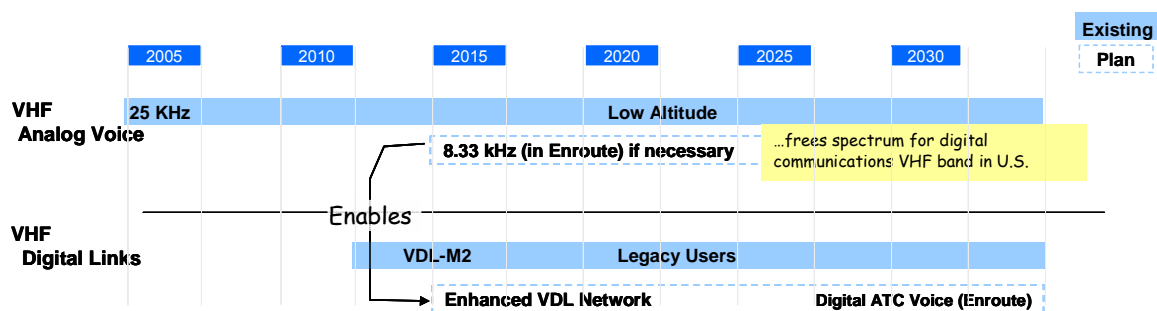 Existing
Plan
2005 2010 2015 2020 2025 2030
VHF
Analog Voice
25 KHz
Low Altitude
8.33 kHz (in Enroute) if necessary
...frees spectrum for digital
communications VHF band in U.S.
Enables
VHF
Digital Links
VDL-M2
Legacy Users
Enhanced VDL Network
Digital ATC Voice (Enroute)